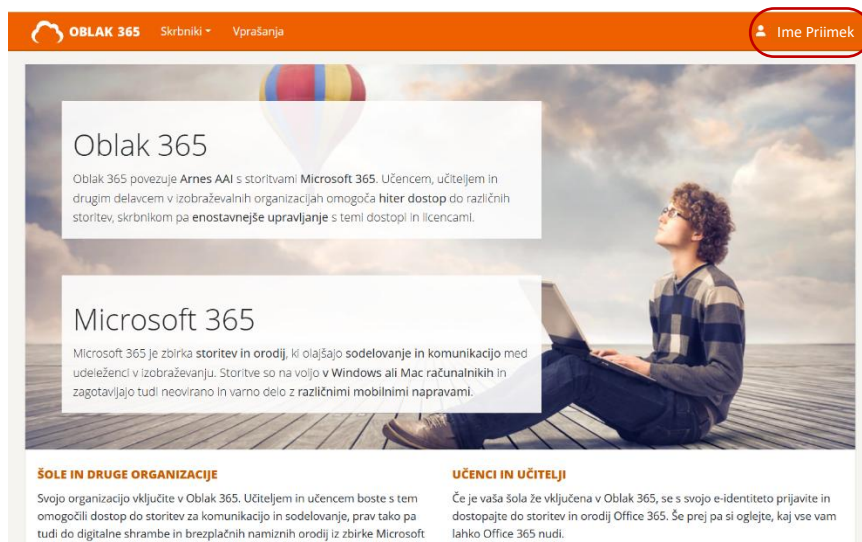 OBLAK 365 Skrbniki Vprašanja Ime Priimek
Oblak 365
Oblak 365 povezuje Arnes AAI s storitvami Microsoft 365. Učencem, učiteljem in
drugim delavcem v izobraževalnih organizacijah omogoča hiter dostop do različnih
storitev, skrbnikom pa enostavnejše upravljanje s temi dostopi in licencami.
Microsoft 365
Microsoft 365 je zbirka storitev in orodij, ki olajšajo sodelovanje in komunikacijo med
udeleženci v izobraževanju. Storitve so na voljo v Windows ali Mac računalnikih in
zagotavljajo tudi neovirano in varno delo z različnimi mobilnimi napravami.
ŠOLE IN DRUGE ORGANIZACIJE
Svojo organizacijo vključite v Oblak 365. Učiteljem in učencem boste s tem
omogočili dostop do storitev za komunikacijo in sodelovanje, prav tako pa
tudi do digitalne shrambe in brezplačnih namiznih orodij iz zbirke Microsoft
UČENCI IN UČITELJI
Če je vaša šola že vključena v Oblak 365, se s svojo e-identiteto prijavite in
dostopajte do storitev in orodij Office 365. Še prej pa si oglejte, kaj vse vam
lahko Office 365 nudi.